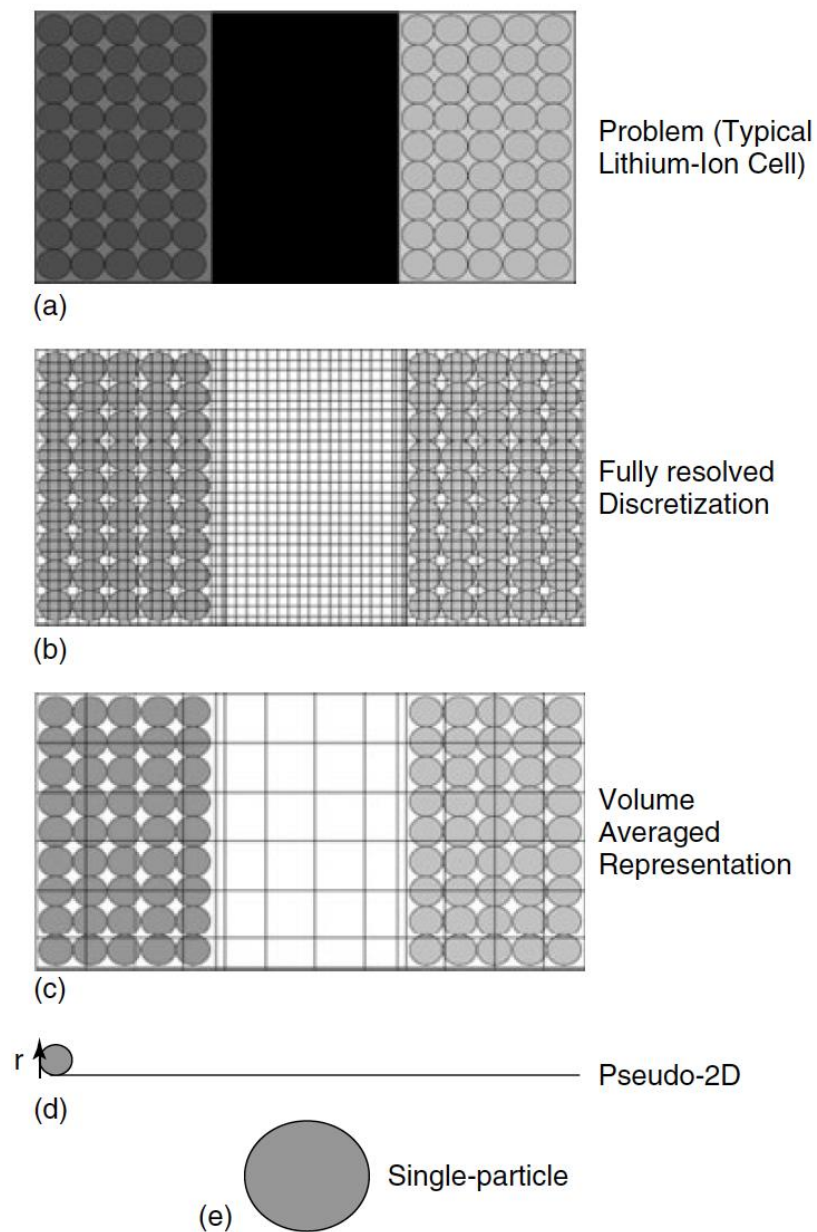 Problem (Typical
Lithium-Ion Cell)
(a)
Fully resolved
Discretization
(b)
Volume
Averaged
Representation
(c)
r
Pseudo-2D
(d)
Single-particle
(e)